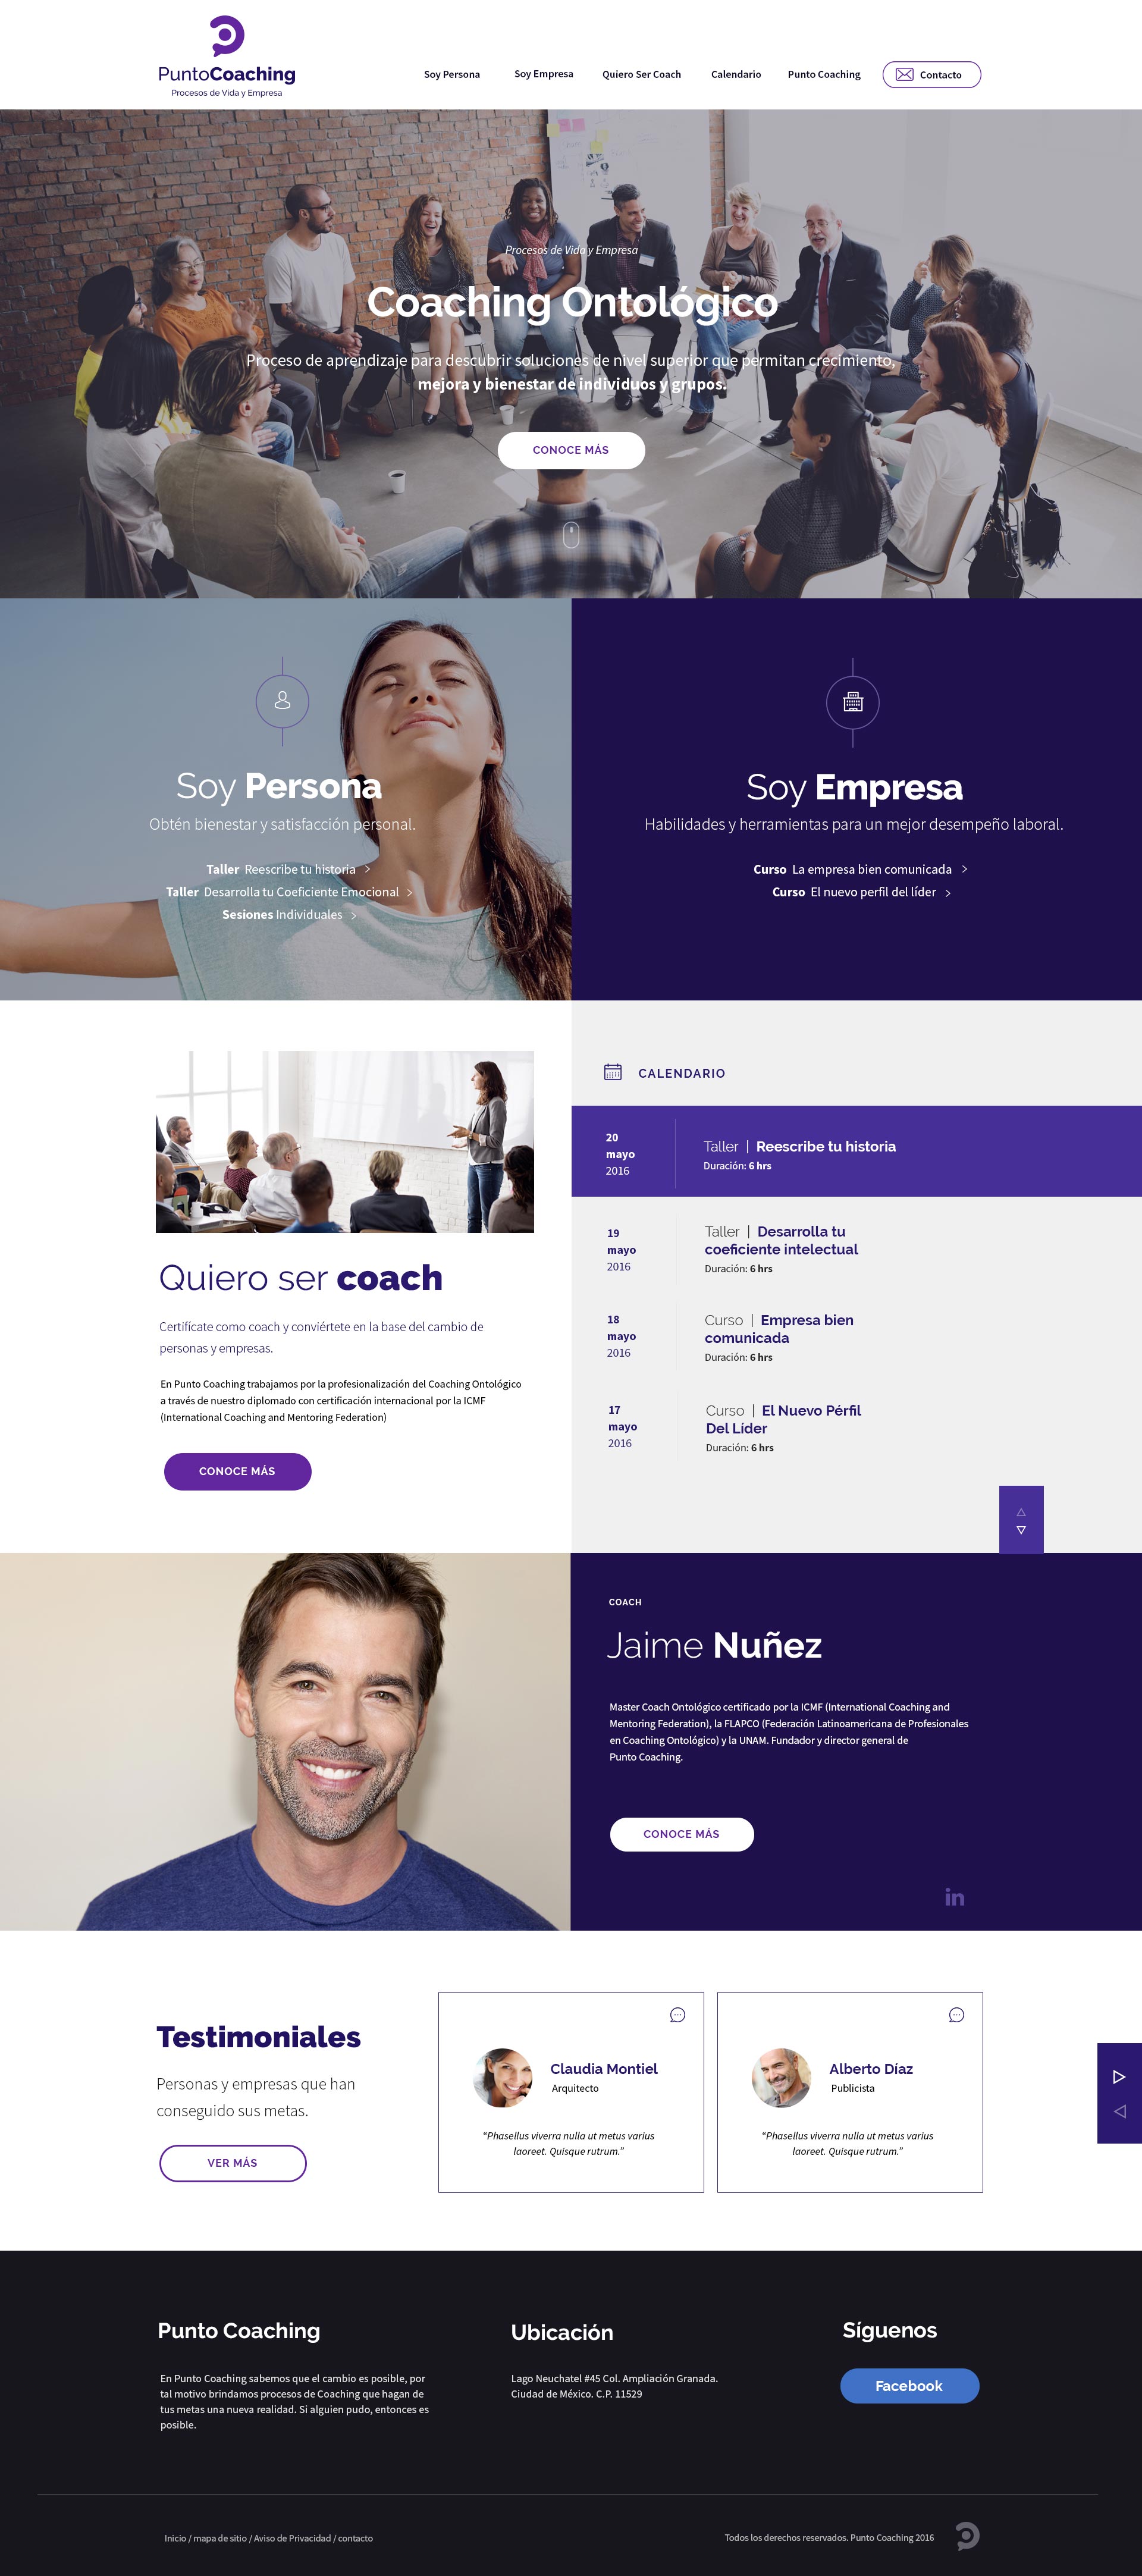 PuntoCoaching
Procesos de Vida y Empresa
Soy Persona
Soy Empresa
Quiero Ser Coach
Calendario
Punto Coaching
Contacto
Procesos de Vida y Empresa
Coaching Ontológico
Proceso de aprendizaje para descubrir soluciones de nivel superior que permitan crecimiento,
mejora y bienestar de individuos y grupos.
CONOCE MÁS
Soy Persona
Obtén bienestar y satisfacción personal.
Taller Reescribe tu historia >
Taller Desarrolla tu Coeficiente Emocional >
Sesiones Individuales >
Soy Empresa
Habilidades y herramientas para un mejor desempeño laboral.
Curso La empresa bien comunicada >
Curso El nuevo perfil del líder >
Quiero ser coach
Certifícate como coach y conviértete en la base del cambio de
personas y empresas.
En Punto Coaching trabajamos por la profesionalización del Coaching Ontológico
a través de nuestro diplomado con certificación internacional por la ICMF
(International Coaching and Mentoring Federation)
CONOCE MÁS
CALENDARIO
20
mayo
2016
Taller | Reescribe tu historia
Duración: 6 hrs
19
mayo
2016
Taller | Desarrolla tu
coeficiente intelectual
Duración: 6 hrs
18
mayo
2016
Curso | Empresa bien
comunicada
Duración: 6 hrs
17
mayo
2016
Curso | El Nuevo Pérfil
Del Líder
Duración: 6 hrs
COACH
Jaime Nuñez
Master Coach Ontológico certificado por la ICMF (International Coaching and
Mentoring Federation), la FLAPCO (Federación Latinoamericana de Profesionales
en Coaching Ontológico) y la UNAM. Fundador y director general de
Punto Coaching.
CONOCE MÁS
in
Testimoniales
Personas y empresas que han
conseguido sus metas.
VER MÁS
Claudia Montiel
Arquitecto
“Phasellus viverra nulla ut metus varius
laoreet. Quisque rutrum.”
Alberto Díaz
Publicista
“Phasellus viverra nulla ut metus varius
laoreet. Quisque rutrum.”
Punto Coaching
En Punto Coaching sabemos que el cambio es posible, por
tal motivo brindamos procesos de Coaching que hagan de
tus metas una nueva realidad. Si alguien pudo, entonces es
posible.
Ubicación
Lago Neuchatel #45 Col. Ampliación Granada.
Ciudad de México. C.P. 11529
Síguenos
Facebook
Inicio / mapa de sitio / Aviso de Privacidad / contacto
Todos los derechos reservados. Punto Coaching 2016